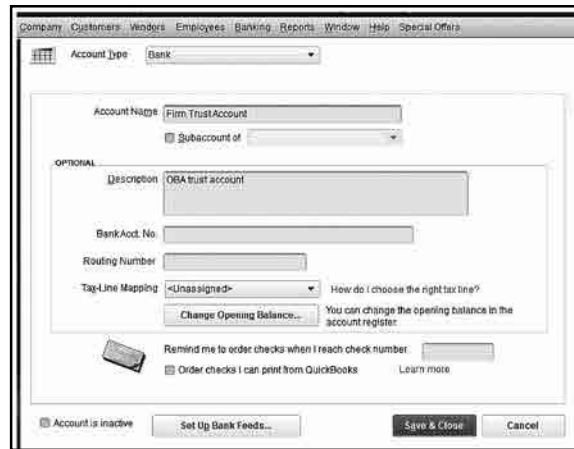 Company Customers Vendors Employees Banking Reports Window Help Special Offers
Account Type Bank
Account Name Firm Trust Account
Subaccount of
OPTIONAL
Description OBA trust account
Bank Acct. No.
Routing Number
Tax-Line Mapping <Unassigned> How do I choose the right tax line?
Change Opening Balance... You can change the opening balance in the
account register.
Remind me to order checks when I reach check number
Order checks I can print from QuickBooks Learn more
Account is inactive Set Up Bank Feeds... Save & Close Cancel